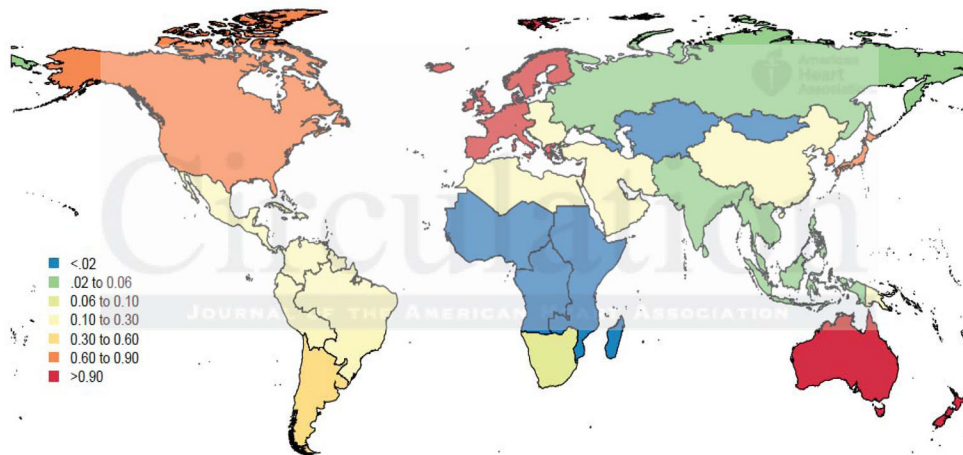 American
Heart
Association
Circulation
JOURNAL OF THE AMERICAN HEART ASSOCIATION
<.02
.02 to 0.06
0.06 to 0.10
0.10 to 0.30
0.30 to 0.60
0.60 to 0.90
>0.90